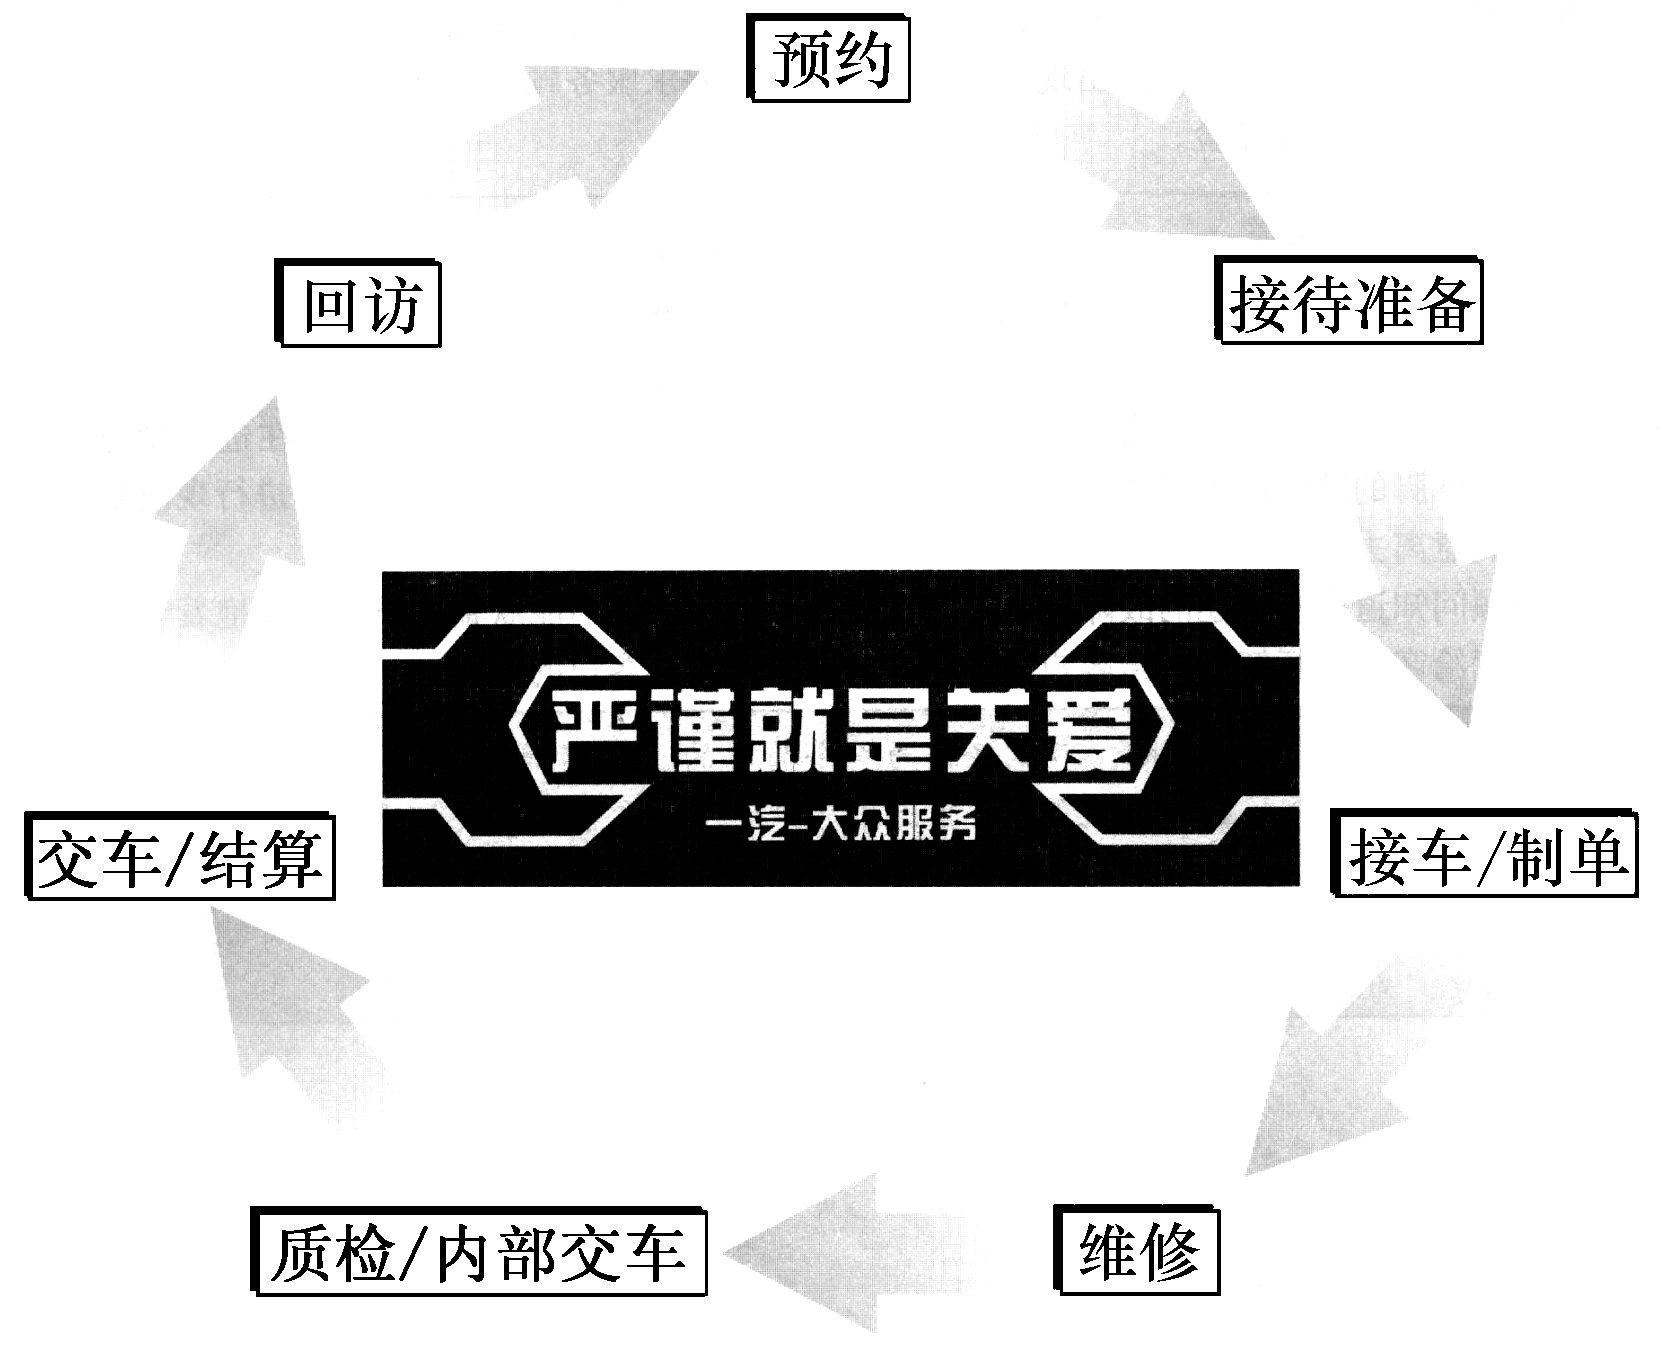 预约
回访
接待准备
严谨就是关爱
一汽-大众服务
交车/结算
接车/制单
质检/内部交车
维修